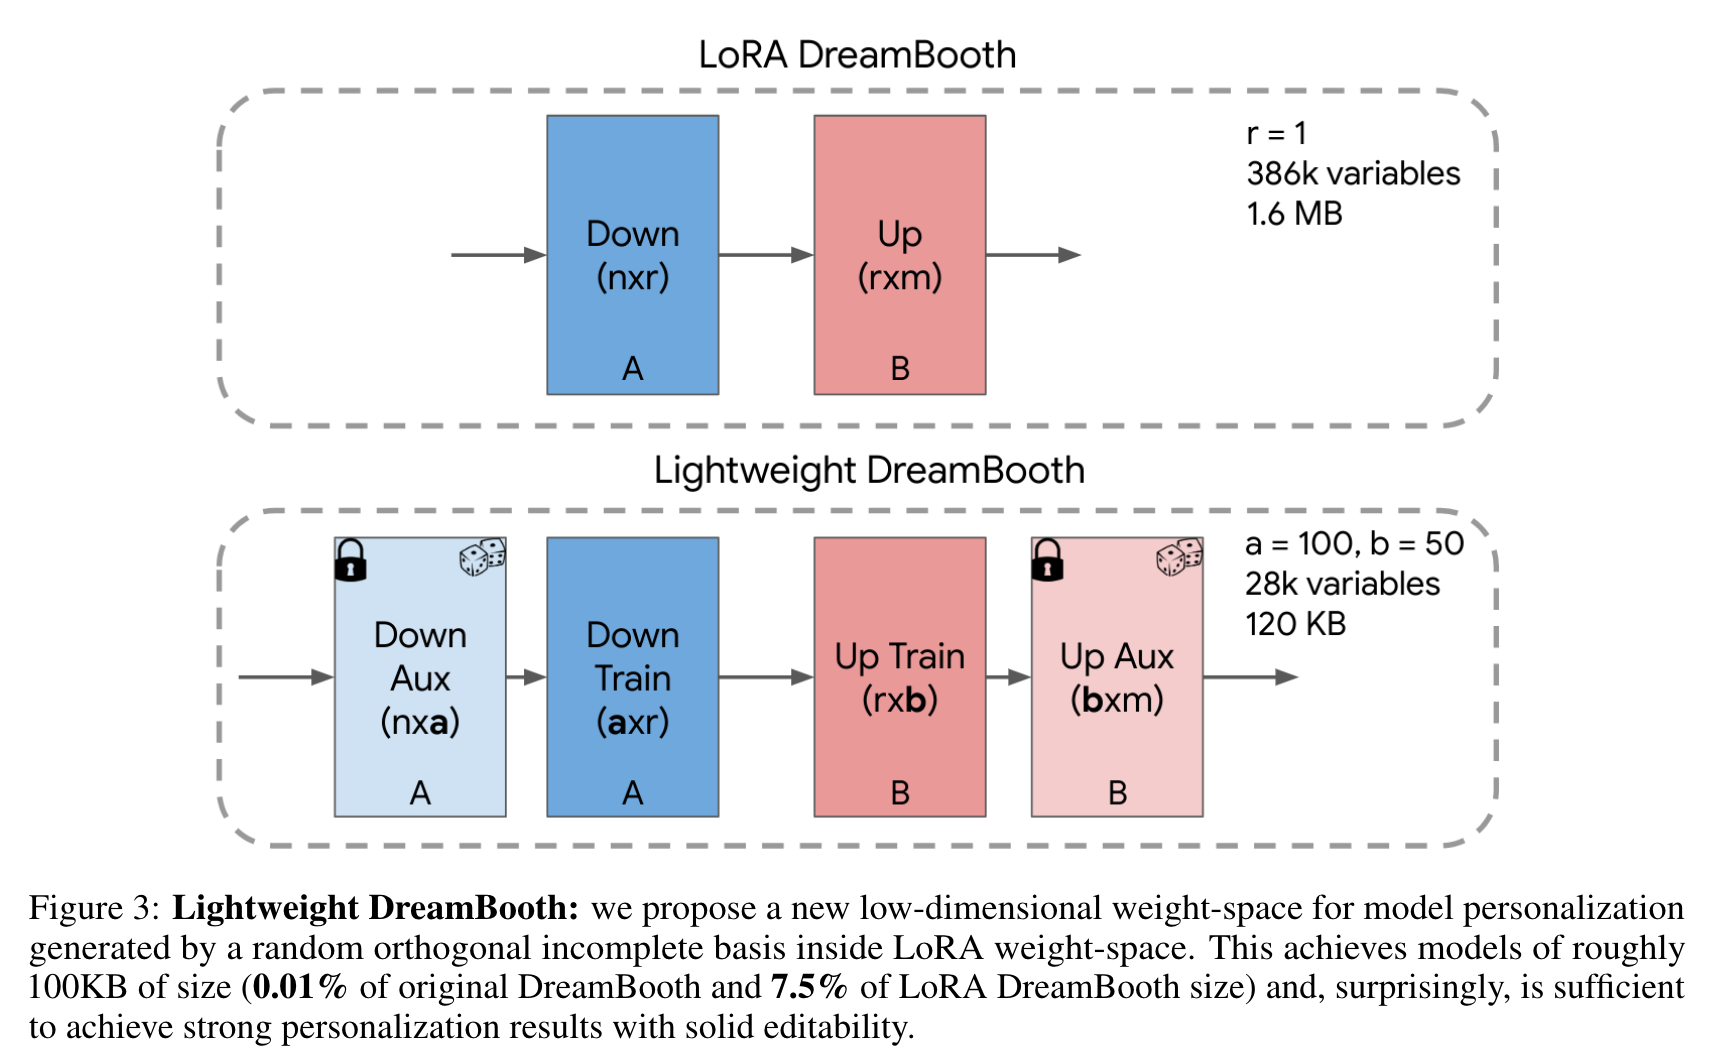 LoRA DreamBooth
r = 1
386k variables
1.6 MB
Down
(nxr)
A
Up
(rxm)
B
Lightweight DreamBooth
a = 100, b = 50
28k variables
120 KB
Down
Aux
(nxa)
A
Down
Train
(axr)
A
Up Train
(rxb)
B
Up Aux
(bxm)
B
Figure 3: Lightweight DreamBooth: we propose a new low-dimensional weight-space for model personalization
generated by a random orthogonal incomplete basis inside LoRA weight-space. This achieves models of roughly
100KB of size (0.01% of original DreamBooth and 7.5% of LoRA DreamBooth size) and, surprisingly, is sufficient
to achieve strong personalization results with solid editability.